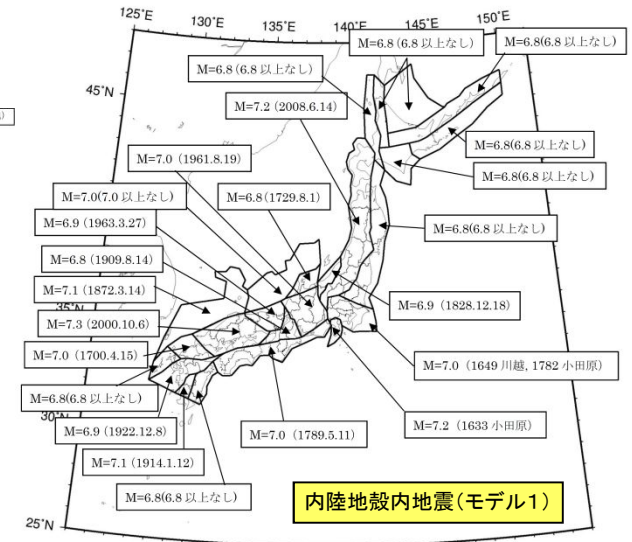 125°E
130°E
135°E
140°E
145°E
150°E
M=6.8 (6.8 以上なし)
M=6.8(6.8 以上なし)
M=6.8 (6.8 以上なし)
45°N
M=7.2 (2008.6.14)
M=6.8(6.8 以上なし)
M=7.0 (1961.8.19)
M=6.8(6.8 以上なし)
M=7.0(7.0 以上なし)
M=6.8 (1729.8.1)
M=6.9 (1963.3.27)
M=6.8(6.8 以上なし)
M=6.8 (1909.8.14)
M=7.1 (1872.3.14)
M=6.9 (1828.12.18)
M=7.3 (2000.10.6)
M=7.0 (1700.4.15)
M=7.0 (1649 川越, 1782 小田原)
M=6.8(6.8 以上なし)
30°N
M=6.9 (1922.12.8)
M=7.0 (1789.5.11)
M=7.2 (1633 小田原)
M=7.1 (1914.1.12)
M=6.8(6.8 以上なし)
内陸地殻内地震(モデル1)
25°N